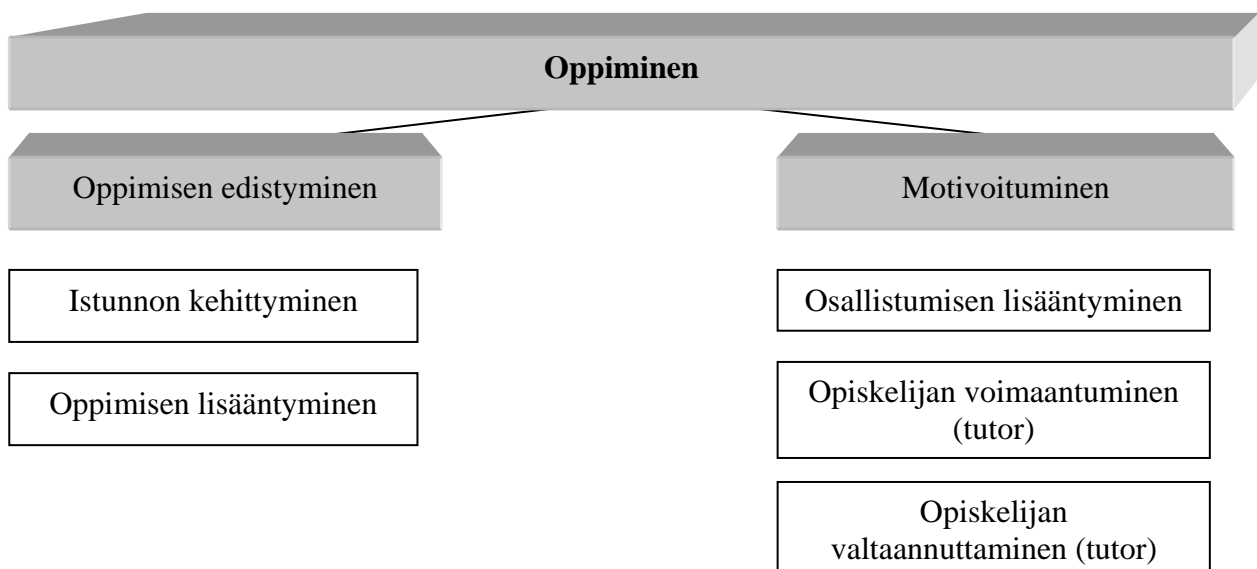 Oppiminen
Oppimisen edistyminen
Motivoituminen
Istunnon kehittyminen
Oppimisen lisääntyminen
Osallistumisen lisääntyminen
Opiskelijan voimaantuminen
(tutor)
Opiskelijan
valtaannuttaminen (tutor)